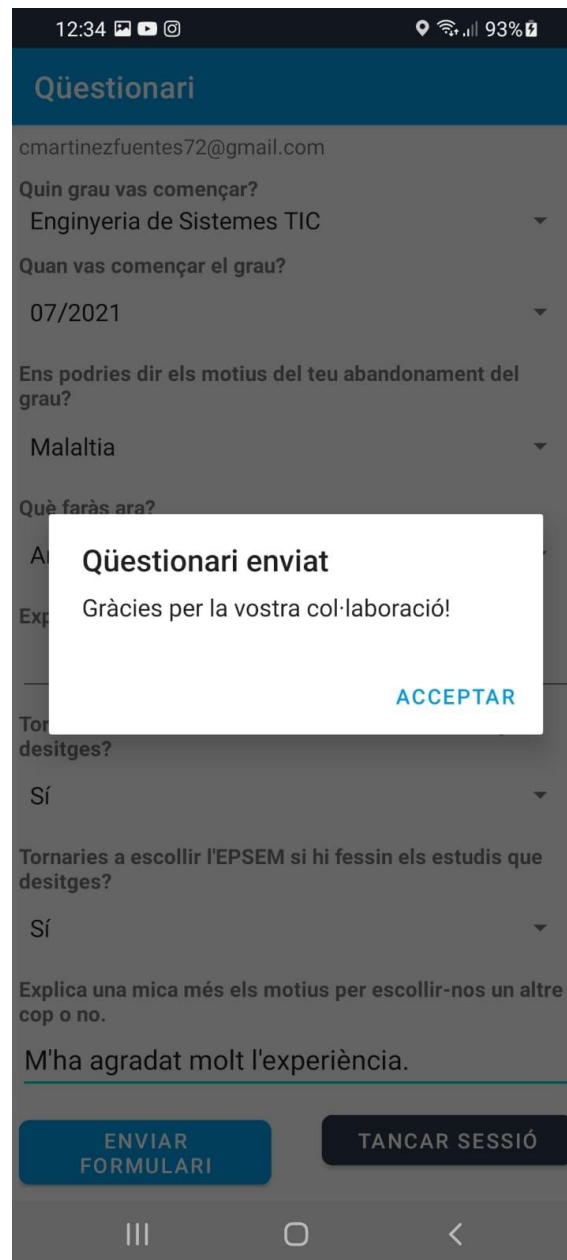 12:34 93%
Qüestionari
cmartinezfuentes72@gmail.com
Quin grau vas començar?
Enginyeria de Sistemes TIC
Quan vas començar el grau?
07/2021
Ens podries dir els motius del teu abandonament del
grau?
Malaltia
Què faràs ara?
Qüestionari enviat
Gràcies per la vostra col·laboració!
ACCEPTAR
desitges?
Sí
Tornaries a escollir l'EPSEM si hi fessin els estudis que
desitges?
Sí
Explica una mica més els motius per escollir-nos un altre
cop o no.
M'ha agradat molt l'experiència.
ENVIAR
FORMULARI
TANCAR SESSIÓ